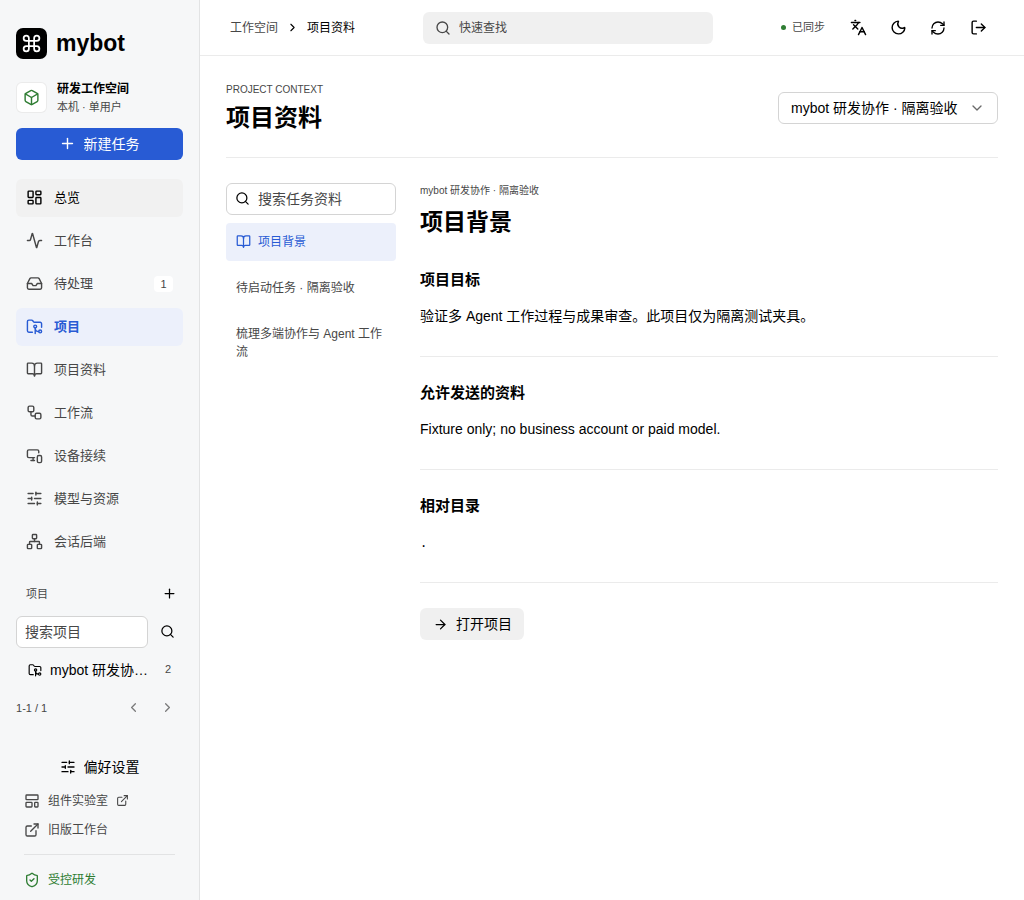 mybot
研发工作空间
本机 · 单用户
新建任务
总览
工作台
待处理
1
项目
项目资料
工作流
设备接续
模型与资源
会话后端
项目
搜索项目
mybot 研发协…
2
1-1 / 1
偏好设置
组件实验室
旧版工作台
受控研发
工作空间 > 项目资料
快速查找
已同步
PROJECT CONTEXT
项目资料
mybot 研发协作 · 隔离验收
搜索任务资料
项目背景
待启动任务 · 隔离验收
梳理多端协作与 Agent 工作
流
mybot 研发协作 · 隔离验收
项目背景
项目目标
验证多 Agent 工作过程与成果审查。此项目仅为隔离测试夹具。
允许发送的资料
Fixture only; no business account or paid model.
相对目录
.
打开项目